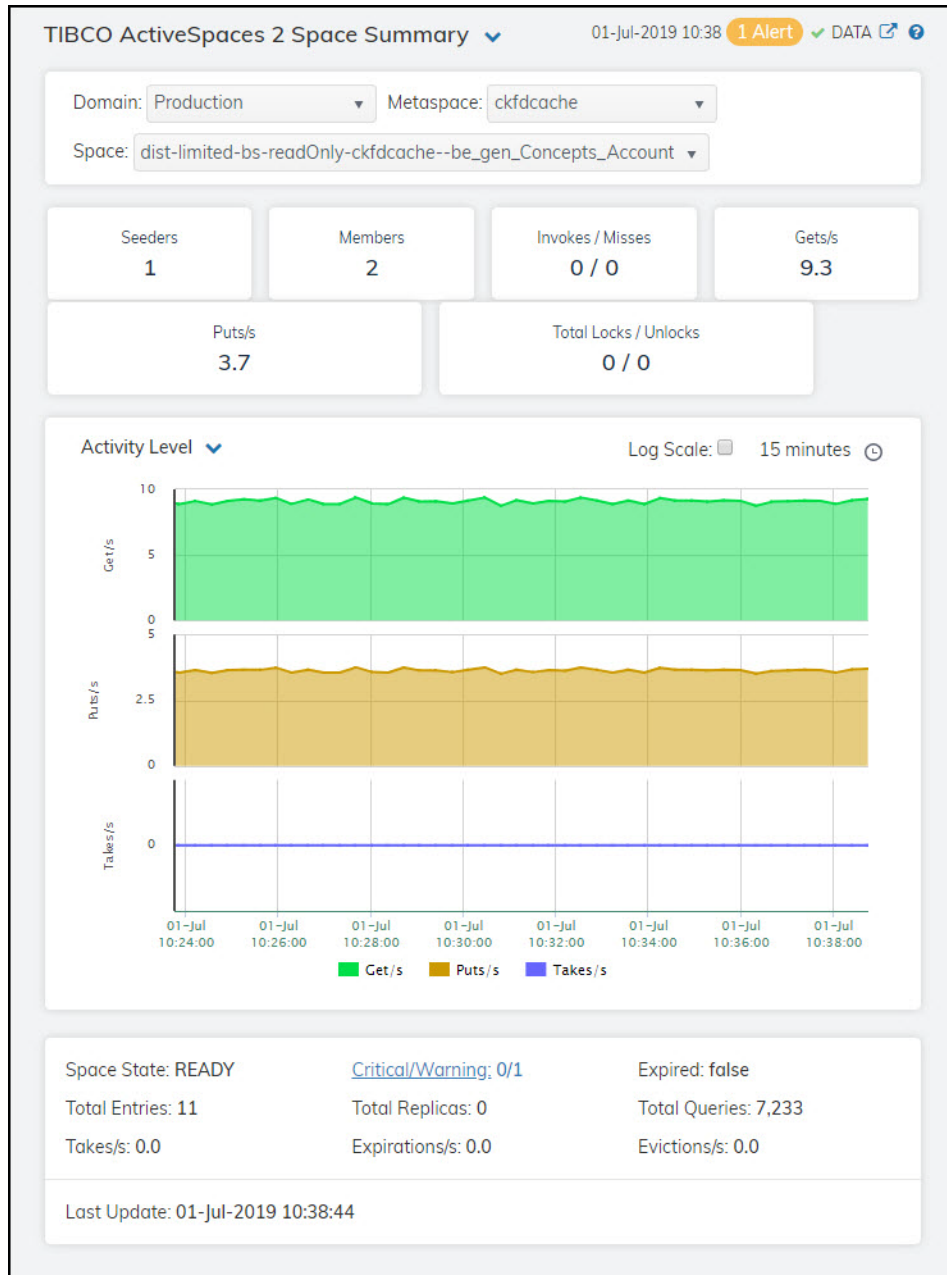 TIBCO ActiveSpaces 2 Space Summary 01-Jul-2019 10:38 1 Alert DATA
Domain: Production Metaspace: ckfdcache
Space: dist-limited-bs-readOnly-ckfdcache--be_gen_Concepts_Account
Seeders Members Invokes / Misses Gets/s
1 2 0 / 0 9.3
Puts/s Total Locks / Unlocks
3.7 0 / 0
Activity Level Log Scale: 15 minutes
10
Get/s
5
0
5
Puts/s
2.5
0
Takes/s
0
01-Jul 01-Jul 01-Jul 01-Jul 01-Jul 01-Jul 01-Jul 01-Jul
10:24:00 10:26:00 10:28:00 10:30:00 10:32:00 10:34:00 10:36:00 10:38:00
Get/s Puts/s Takes/s
Space State: READY Critical/Warning: 0/1 Expired: false
Total Entries: 11 Total Replicas: 0 Total Queries: 7,233
Takes/s: 0.0 Expirations/s: 0.0 Evictions/s: 0.0
Last Update: 01-Jul-2019 10:38:44